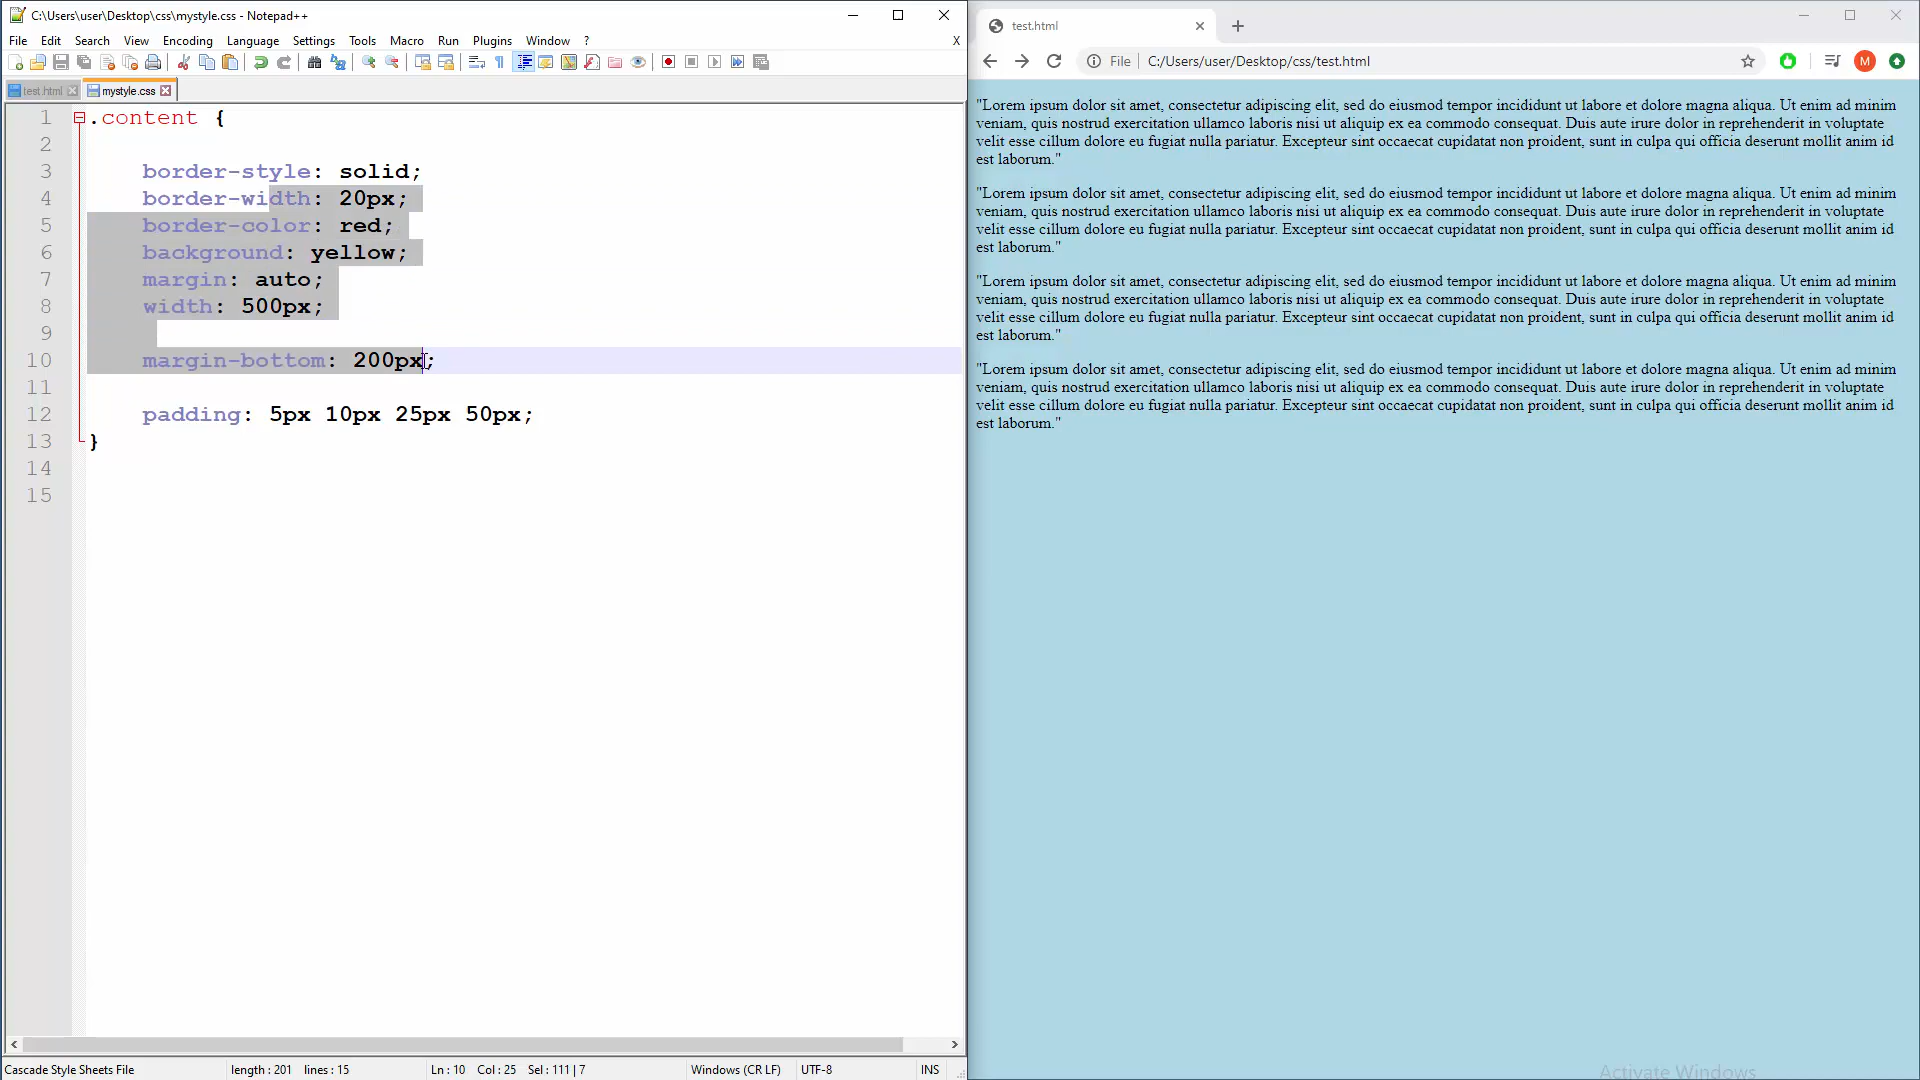 C:\Users\user\Desktop\css\mystyle.css - Notepad++
File Edit Search View Encoding Language Settings Tools Macro Run Plugins Window ? X
test.html mystyle.css
1 .content {
2
3 border-style: solid;
4 border-width: 20px;
5 border-color: red;
6 background: yellow;
7 margin: auto;
8 width: 500px;
9
10 margin-bottom: 200px;
11
12 padding: 5px 10px 25px 50px;
13 }
14
15
Cascade Style Sheets File length : 201 lines : 15 Ln : 10 Col : 25 Sel : 111 | 7 Windows (CR LF) UTF-8 INS
test.html
File C:/Users/user/Desktop/css/test.html M
"Lorem ipsum dolor sit amet, consectetur adipiscing elit, sed do eiusmod tempor incididunt ut labore et dolore magna aliqua. Ut enim ad minim
veniam, quis nostrud exercitation ullamco laboris nisi ut aliquip ex ea commodo consequat. Duis aute irure dolor in reprehenderit in voluptate
velit esse cillum dolore eu fugiat nulla pariatur. Excepteur sint occaecat cupidatat non proident, sunt in culpa qui officia deserunt mollit anim id
est laborum."
"Lorem ipsum dolor sit amet, consectetur adipiscing elit, sed do eiusmod tempor incididunt ut labore et dolore magna aliqua. Ut enim ad minim
veniam, quis nostrud exercitation ullamco laboris nisi ut aliquip ex ea commodo consequat. Duis aute irure dolor in reprehenderit in voluptate
velit esse cillum dolore eu fugiat nulla pariatur. Excepteur sint occaecat cupidatat non proident, sunt in culpa qui officia deserunt mollit anim id
est laborum."
"Lorem ipsum dolor sit amet, consectetur adipiscing elit, sed do eiusmod tempor incididunt ut labore et dolore magna aliqua. Ut enim ad minim
veniam, quis nostrud exercitation ullamco laboris nisi ut aliquip ex ea commodo consequat. Duis aute irure dolor in reprehenderit in voluptate
velit esse cillum dolore eu fugiat nulla pariatur. Excepteur sint occaecat cupidatat non proident, sunt in culpa qui officia deserunt mollit anim id
est laborum."
"Lorem ipsum dolor sit amet, consectetur adipiscing elit, sed do eiusmod tempor incididunt ut labore et dolore magna aliqua. Ut enim ad minim
veniam, quis nostrud exercitation ullamco laboris nisi ut aliquip ex ea commodo consequat. Duis aute irure dolor in reprehenderit in voluptate
velit esse cillum dolore eu fugiat nulla pariatur. Excepteur sint occaecat cupidatat non proident, sunt in culpa qui officia deserunt mollit anim id
est laborum."
Activate Windows